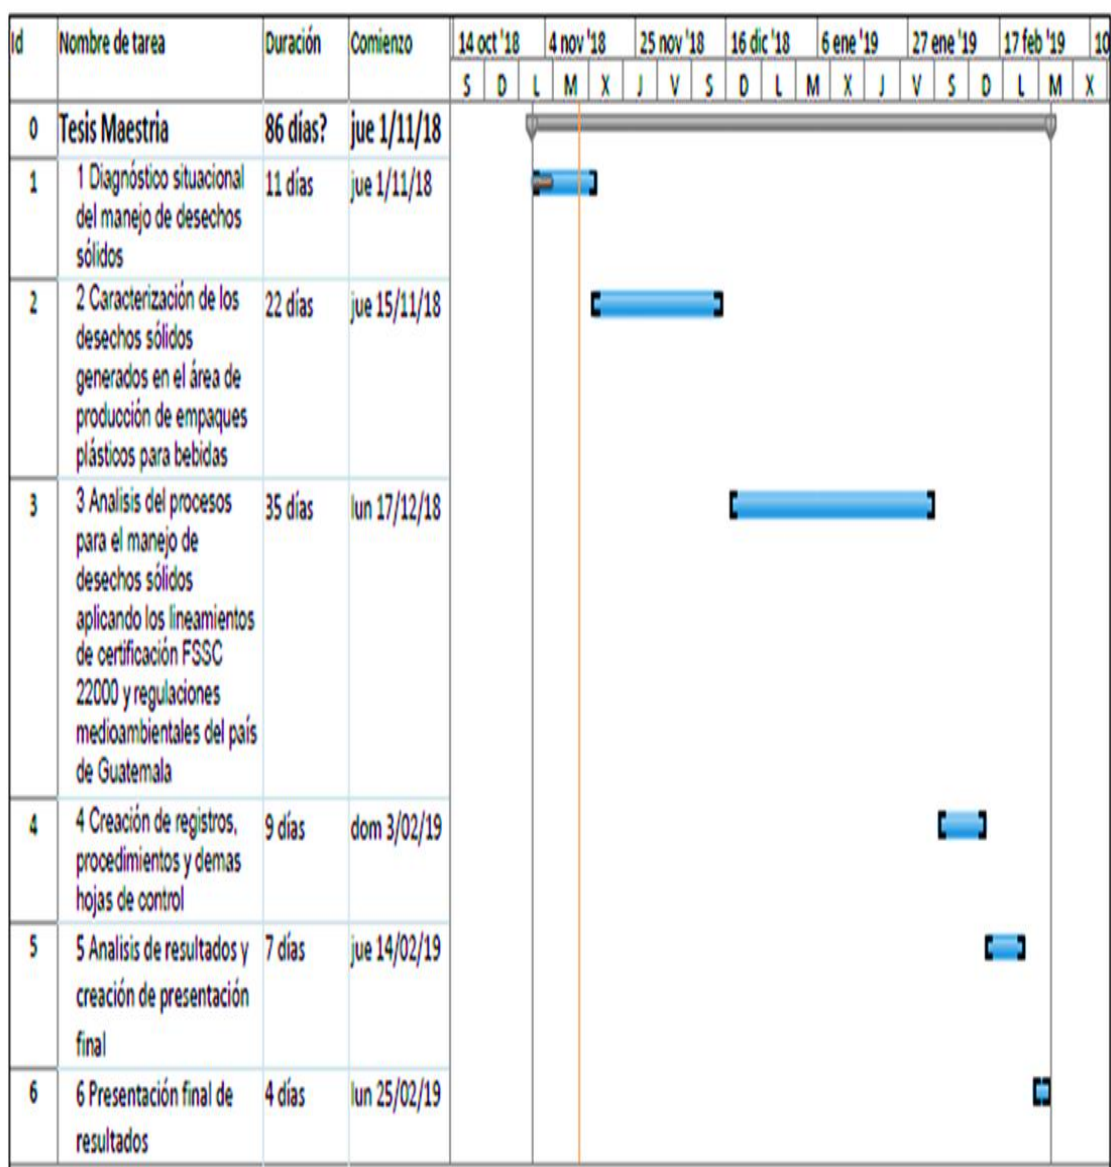 Id Nombre de tarea Duración Comienzo 14 oct '18 4 nov '18 25 nov '18 16 dic '18 6 ene '19 27 ene '19 17 feb '19 10
S D L M X J V S D L M X J V S D L M X
0 Tesis Maestria 86 días? jue 1/11/18
1 1 Diagnóstico situacional 11 días jue 1/11/18
del manejo de desechos
sólidos
2 2 Caracterización de los 22 días jue 15/11/18
desechos sólidos
generados en el área de
producción de empaques
plásticos para bebidas
3 3 Analisis del procesos 35 días lun 17/12/18
para el manejo de
desechos sólidos
aplicando los lineamientos
de certificación FSSC
22000 y regulaciones
medioambientales del país
de Guatemala
4 4 Creación de registros, 9 días dom 3/02/19
procedimientos y demas
hojas de control
5 5 Analisis de resultados y 7 días jue 14/02/19
creación de presentación
final
6 6 Presentación final de 4 días lun 25/02/19
resultados